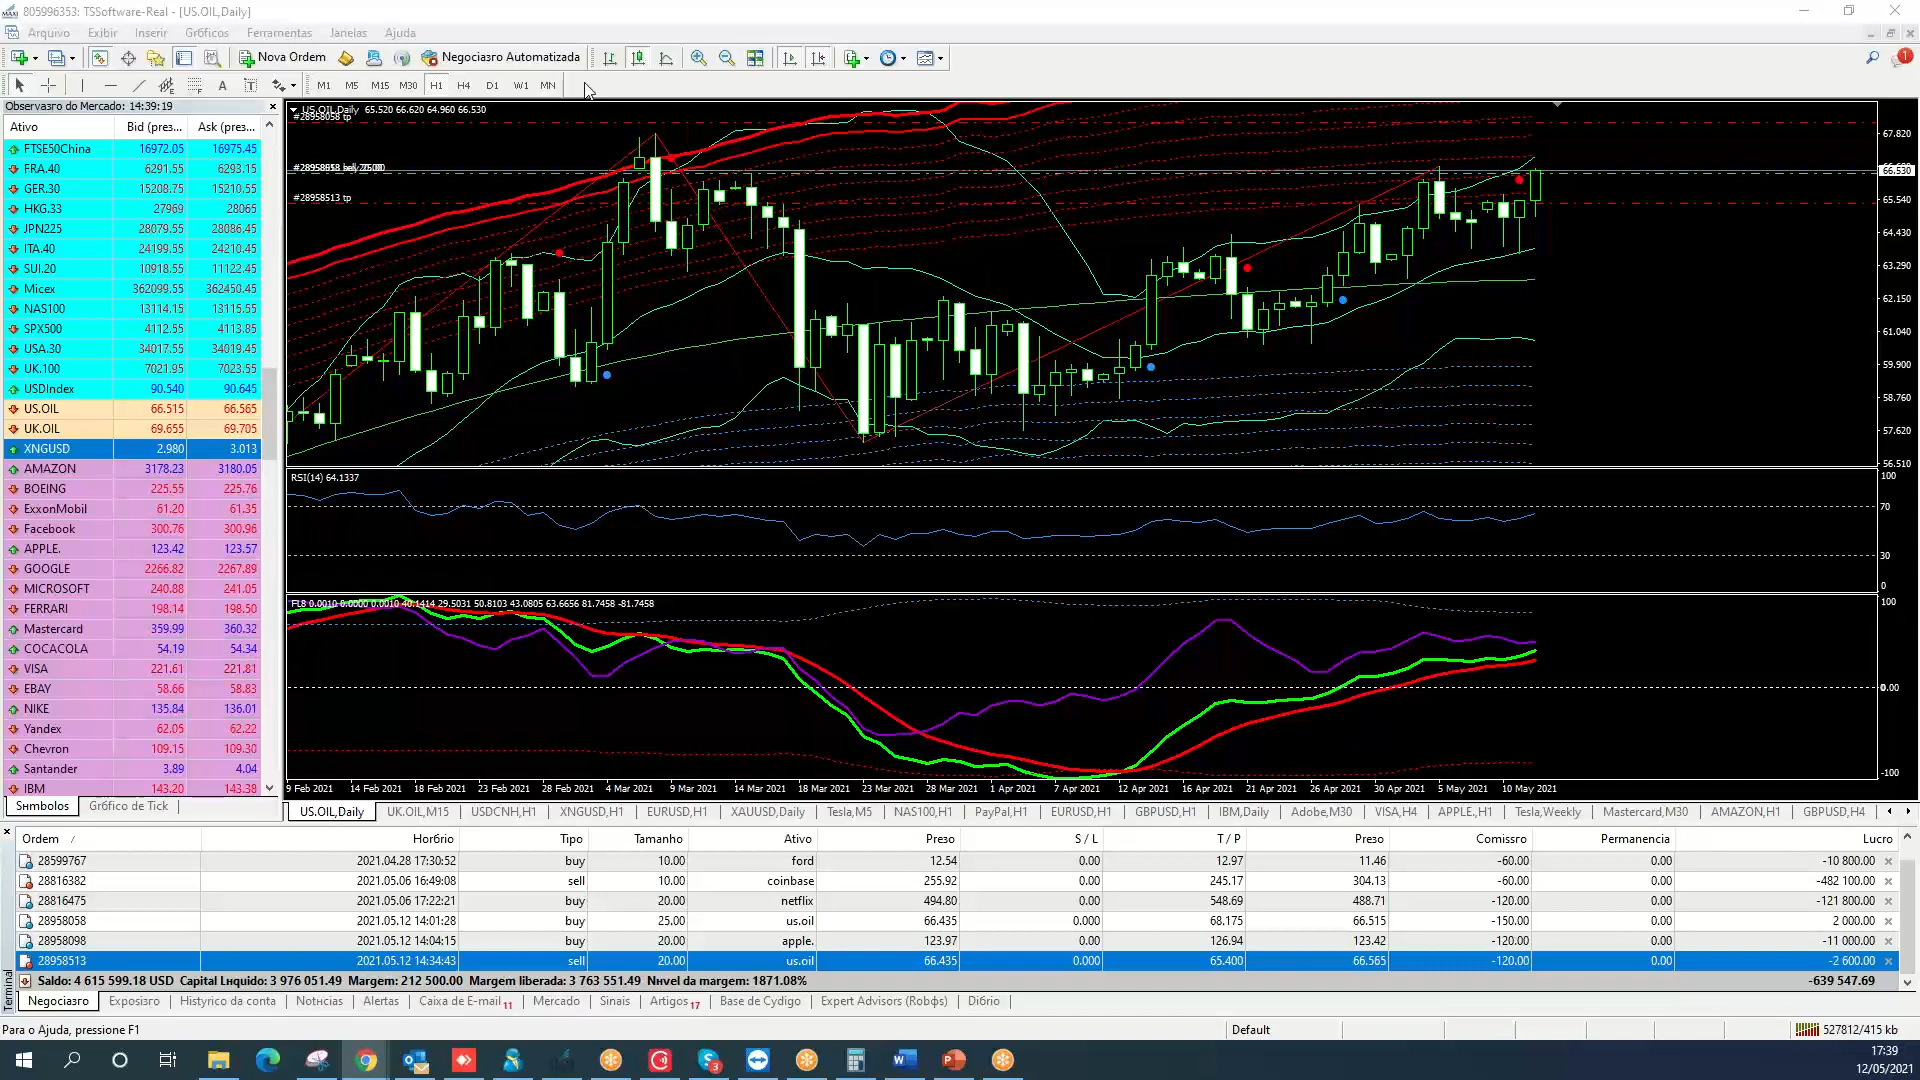 805996353: TSSoftware-Real - [US.OIL,Daily]
Arquivo Exibir Inserir Gróficos Ferramentas Janelas Ajuda
Nova Ordem Negociasro Automatizada
M1 M5 M15 M30 H1 H4 D1 W1 MN
Observasro do Mercado: 14:39:19
Ativo Bid (prez... Ask (prez...
FTSE50China 16972.05 16975.45
FRA.40 6291.55 6293.15
GER.30 15208.75 15210.55
HKG.33 27969 28065
JPN225 28079.55 28086.45
ITA.40 24199.55 24210.45
SUI.20 10918.55 11122.45
Micex 362099.55 362450.45
NAS100 13114.15 13115.55
SPX500 4112.55 4113.85
USA.30 34017.55 34019.45
UK.100 7021.95 7023.55
USDIndex 90.540 90.645
US.OIL 66.515 66.565
UK.OIL 69.655 69.705
XNGUSD 2.980 3.013
AMAZON 3178.23 3180.05
BOEING 225.55 225.76
ExxonMobil 61.20 61.35
Facebook 300.76 300.96
APPLE. 123.42 123.57
GOOGLE 2266.82 2267.89
MICROSOFT 240.88 241.05
FERRARI 198.14 198.50
Mastercard 359.99 360.32
COCACOLA 54.19 54.34
VISA 221.61 221.81
EBAY 58.66 58.83
NIKE 135.84 136.01
Yandex 62.05 62.22
Chevron 109.15 109.30
Santander 3.89 4.04
IBM 143.20 143.38
Sнmbolos Grбfico de Tick
US.OIL,Daily 65.520 66.620 64.960 66.530
#28958058 tp
#28958513 tp
67.820
66.530
65.540
64.430
63.290
62.150
61.040
59.900
58.760
57.620
56.510
RSI(14) 64.1337
100
70
30
0
FL8 0.0010 0.0000 0.0010 40.1414 29.5031 50.8103 43.0805 63.6656 81.7458 -81.7458
100
0.00
-100
9 Feb 2021 14 Feb 2021 18 Feb 2021 23 Feb 2021 28 Feb 2021 4 Mar 2021 9 Mar 2021 14 Mar 2021 18 Mar 2021 23 Mar 2021 28 Mar 2021 1 Apr 2021 7 Apr 2021 12 Apr 2021 16 Apr 2021 21 Apr 2021 26 Apr 2021 30 Apr 2021 5 May 2021 10 May 2021
US.OIL,Daily UK.OIL,M15 USDCNH,H1 XNGUSD,H1 EURUSD,H1 XAUUSD,Daily Tesla,M5 NAS100,H1 PayPal,H1 EURUSD,H1 GBPUSD,H1 IBM,Daily Adobe,M30 VISA,H4 APPLE.,H1 Tesla,Weekly Mastercard,M30 AMAZON,H1 GBPUSD,H4
Ordem / Horбrio Tipo Tamanho Ativo Preзo S / L T / P Preзo Comissro Permanencia Lucro
28599767 2021.04.28 17:30:52 buy 10.00 ford 12.54 0.00 12.97 11.46 -60.00 0.00 -10 800.00
28816382 2021.05.06 16:49:08 sell 10.00 coinbase 255.92 0.00 245.17 304.13 -60.00 0.00 -482 100.00
28816475 2021.05.06 17:22:21 buy 20.00 netflix 494.80 0.00 548.69 488.71 -120.00 0.00 -121 800.00
28958058 2021.05.12 14:01:28 buy 25.00 us.oil 66.435 0.000 68.175 66.515 -150.00 0.00 2 000.00
28958098 2021.05.12 14:04:15 buy 20.00 apple. 123.97 0.00 126.94 123.42 -120.00 0.00 -11 000.00
28958513 2021.05.12 14:34:43 sell 20.00 us.oil 66.435 0.000 65.400 66.565 -120.00 0.00 -2 600.00
Saldo: 4 615 599.18 USD Capital Lнquido: 3 976 051.49 Margem: 212 500.00 Margem liberada: 3 763 551.49 Nнvel da margem: 1871.08% -639 547.69
Terminal
Negociasro Exposisro Histуrico da conta Notнcias Alertas Caixa de E-mail 11 Mercado Sinais Artigos 17 Base de Cуdigo Expert Advisors (Robфs) Diбrio
Para o Ajuda, pressione F1 Default 527812/415 kb
17:39
12/05/2021